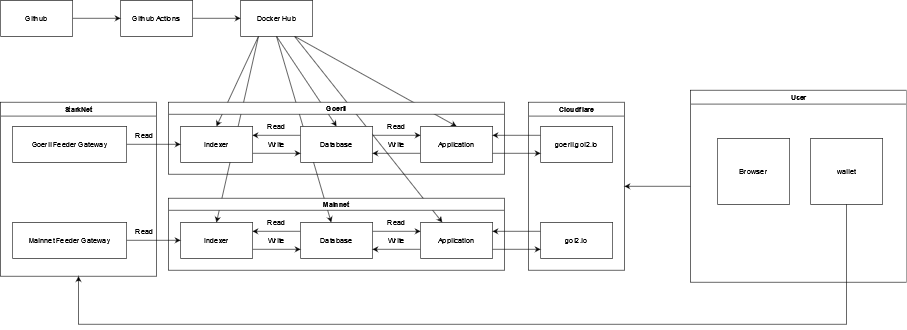 Github
Github Actions
Docker Hub
StarkNet
Goerli
Cloudflare
User
Goerli Feeder Gateway
Read
Indexer
Read
Write
Database
Read
Write
Application
goerli.gol2.io
Browser
wallet
Mainnet
Mainnet Feeder Gateway
Read
Indexer
Read
Write
Database
Read
Write
Application
gol2.io